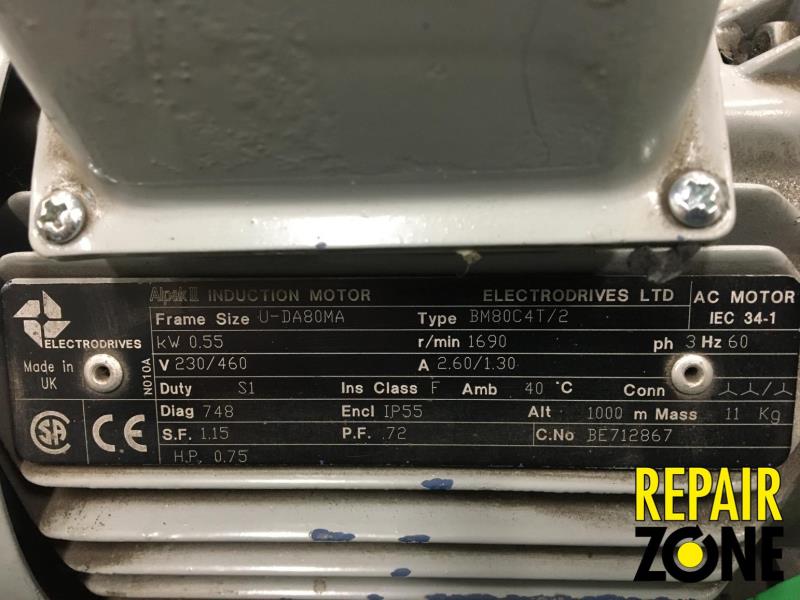 Alpak II INDUCTION MOTOR ELECTRODRIVES LTD AC MOTOR
IEC 34-1
ELECTRODRIVES
Frame Size U-DA80MA Type BM80C4T/2
kW 0.55 r/min 1690 ph 3 Hz 60
Made in
UK
V 230/460 A 2.60/1.30
N010A
Duty S1 Ins Class F Amb 40 °C Conn
Diag 748 Encl IP55 Alt 1000 m Mass 11 Kg
SA
CE
S.F. 1.15 P.F. .72 C.No BE712867
H.P. 0.75
REPAIR
ZONE